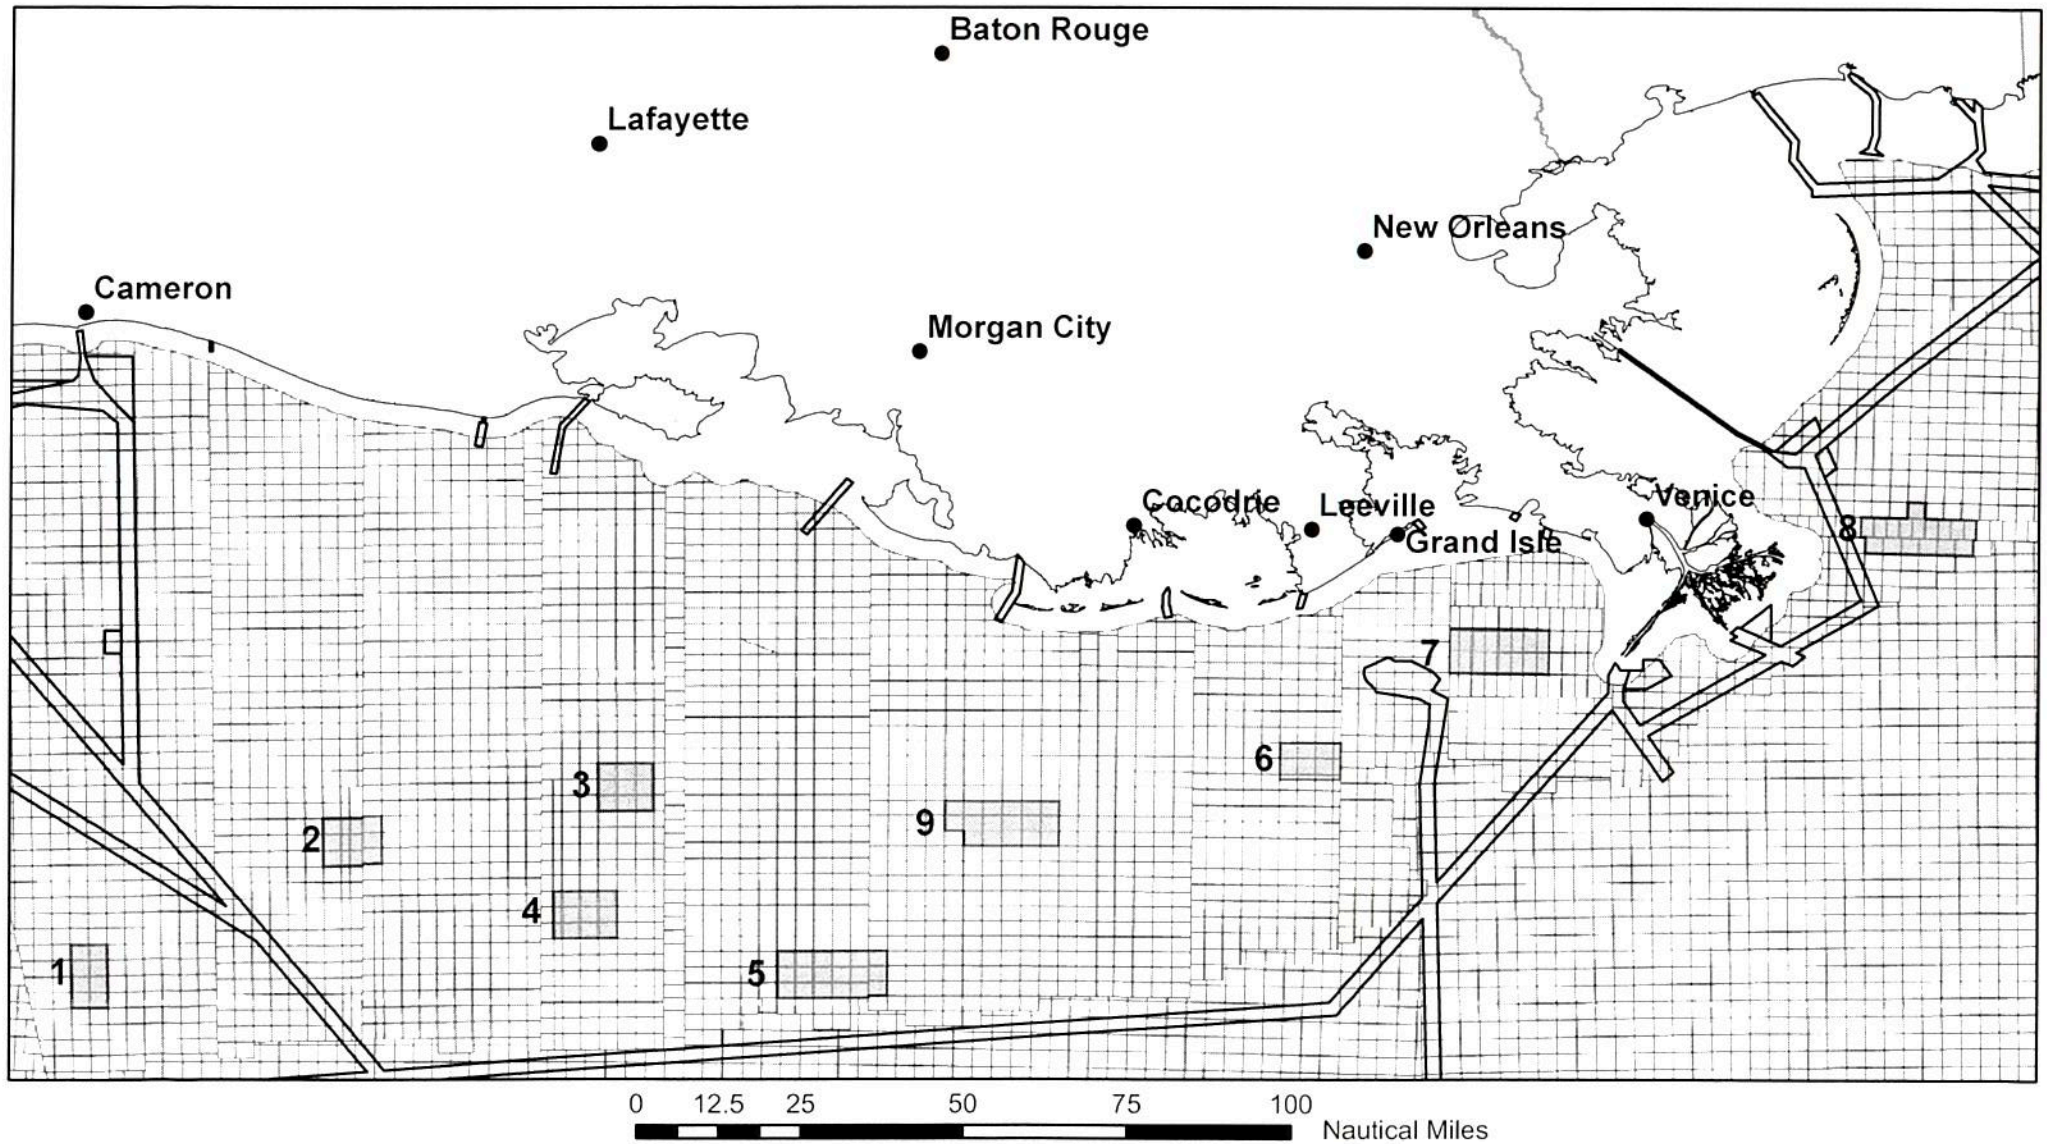 Baton Rouge
Lafayette
New Orleans
Cameron
Morgan City
Cocodrie
Leeville
Venice
Grand Isle
8
7
6
3
9
2
4
5
1
0 12.5 25 50 75 100
Nautical Miles